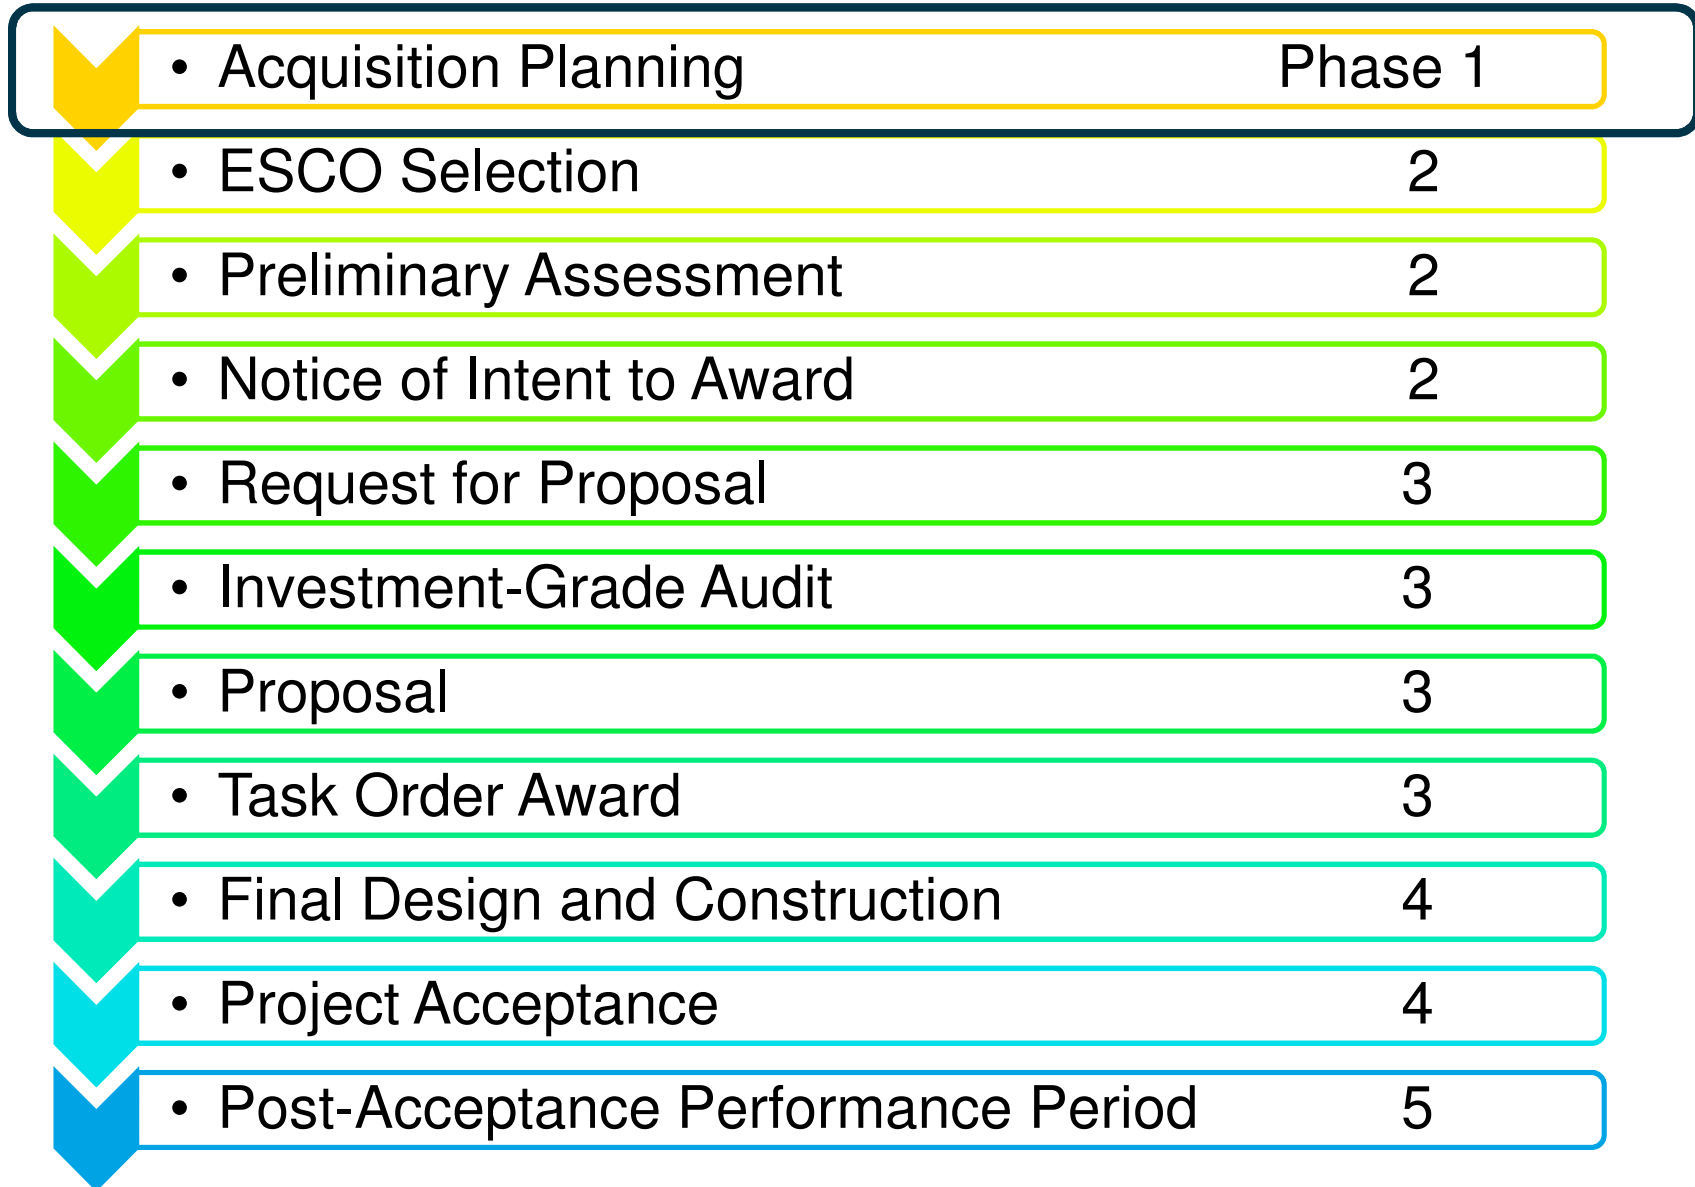 • Acquisition Planning Phase 1
• ESCO Selection 2
• Preliminary Assessment 2
• Notice of Intent to Award 2
• Request for Proposal 3
• Investment-Grade Audit 3
• Proposal 3
• Task Order Award 3
• Final Design and Construction 4
• Project Acceptance 4
• Post-Acceptance Performance Period 5